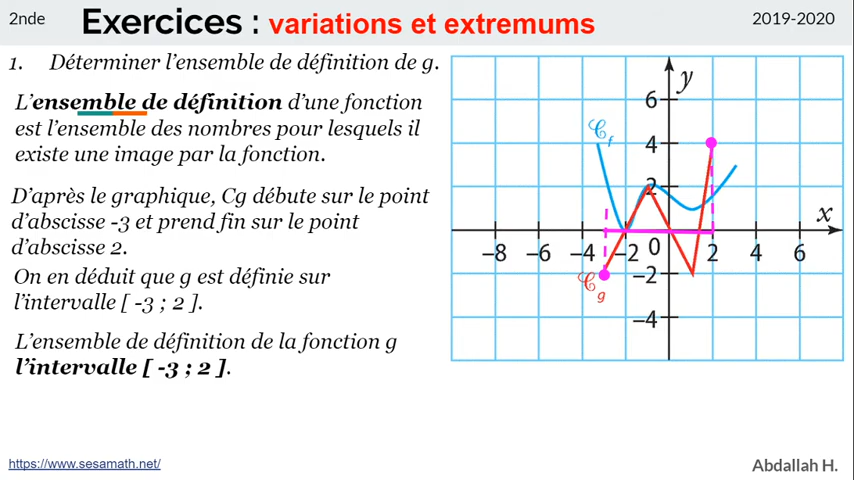 2nde
Exercices : variations et extremums
2019-2020
1. Déterminer l'ensemble de définition de g.
L'ensemble de définition d'une fonction
est l'ensemble des nombres pour lesquels il
existe une image par la fonction.
D'après le graphique, Cg débute sur le point
d'abscisse -3 et prend fin sur le point
d'abscisse 2.
On en déduit que g est définie sur
l'intervalle [ -3 ; 2 ].
L'ensemble de définition de la fonction g
l'intervalle [ -3 ; 2 ].
y
6
𝒞f
4
2
x
−8 −6 −4 −2 0 2 4 6
−2
𝒞g
−4
https://www.sesamath.net/
Abdallah H.